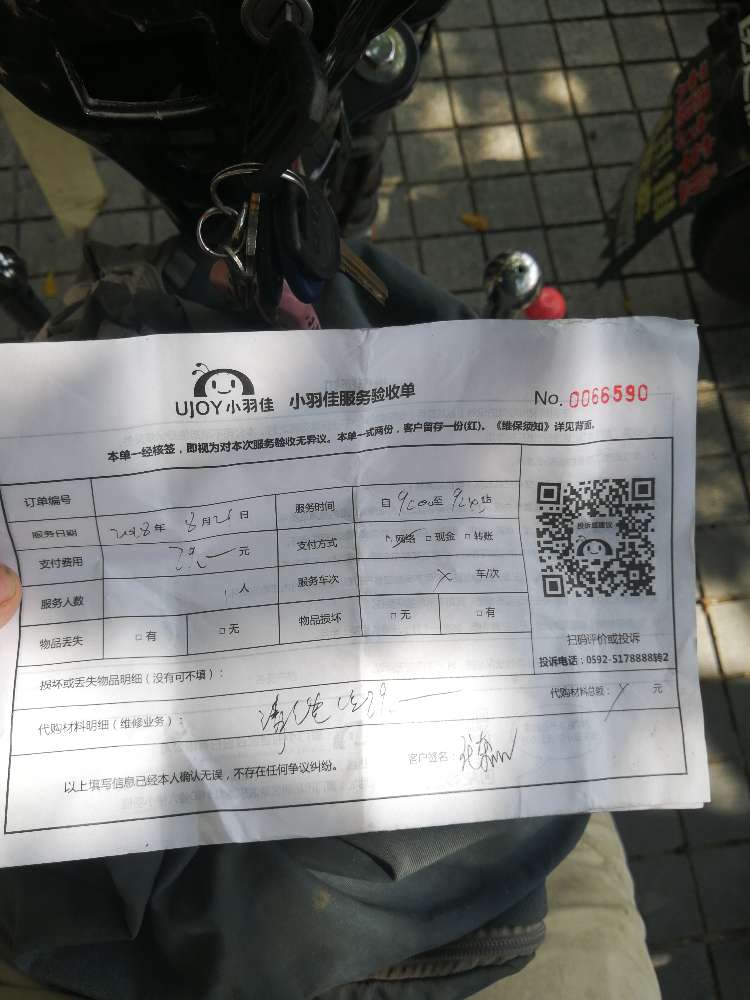 UJOY小羽佳 小羽佳服务验收单 No. 0066590
本单一经核签，即视为对本次服务验收无异议。本单一式两份，客户留存一份(红)。《维保须知》详见背面。
订单编号
服务日期 年 8月 日 服务时间 自 9:00至 止
支付费用 元 支付方式 □网络 □现金 □转账
服务人数 人 服务车次 车/次
物品丢失 □有 □无 物品损坏 □无 □有
投诉或建议
扫码评价或投诉
投诉电话：0592-5178888转2
损坏或丢失物品明细（没有可不填）：
代购材料明细（维修业务）： 代购材料总额： 元
以上填写信息已经本人确认无误，不存在任何争议纠纷。 客户签名：